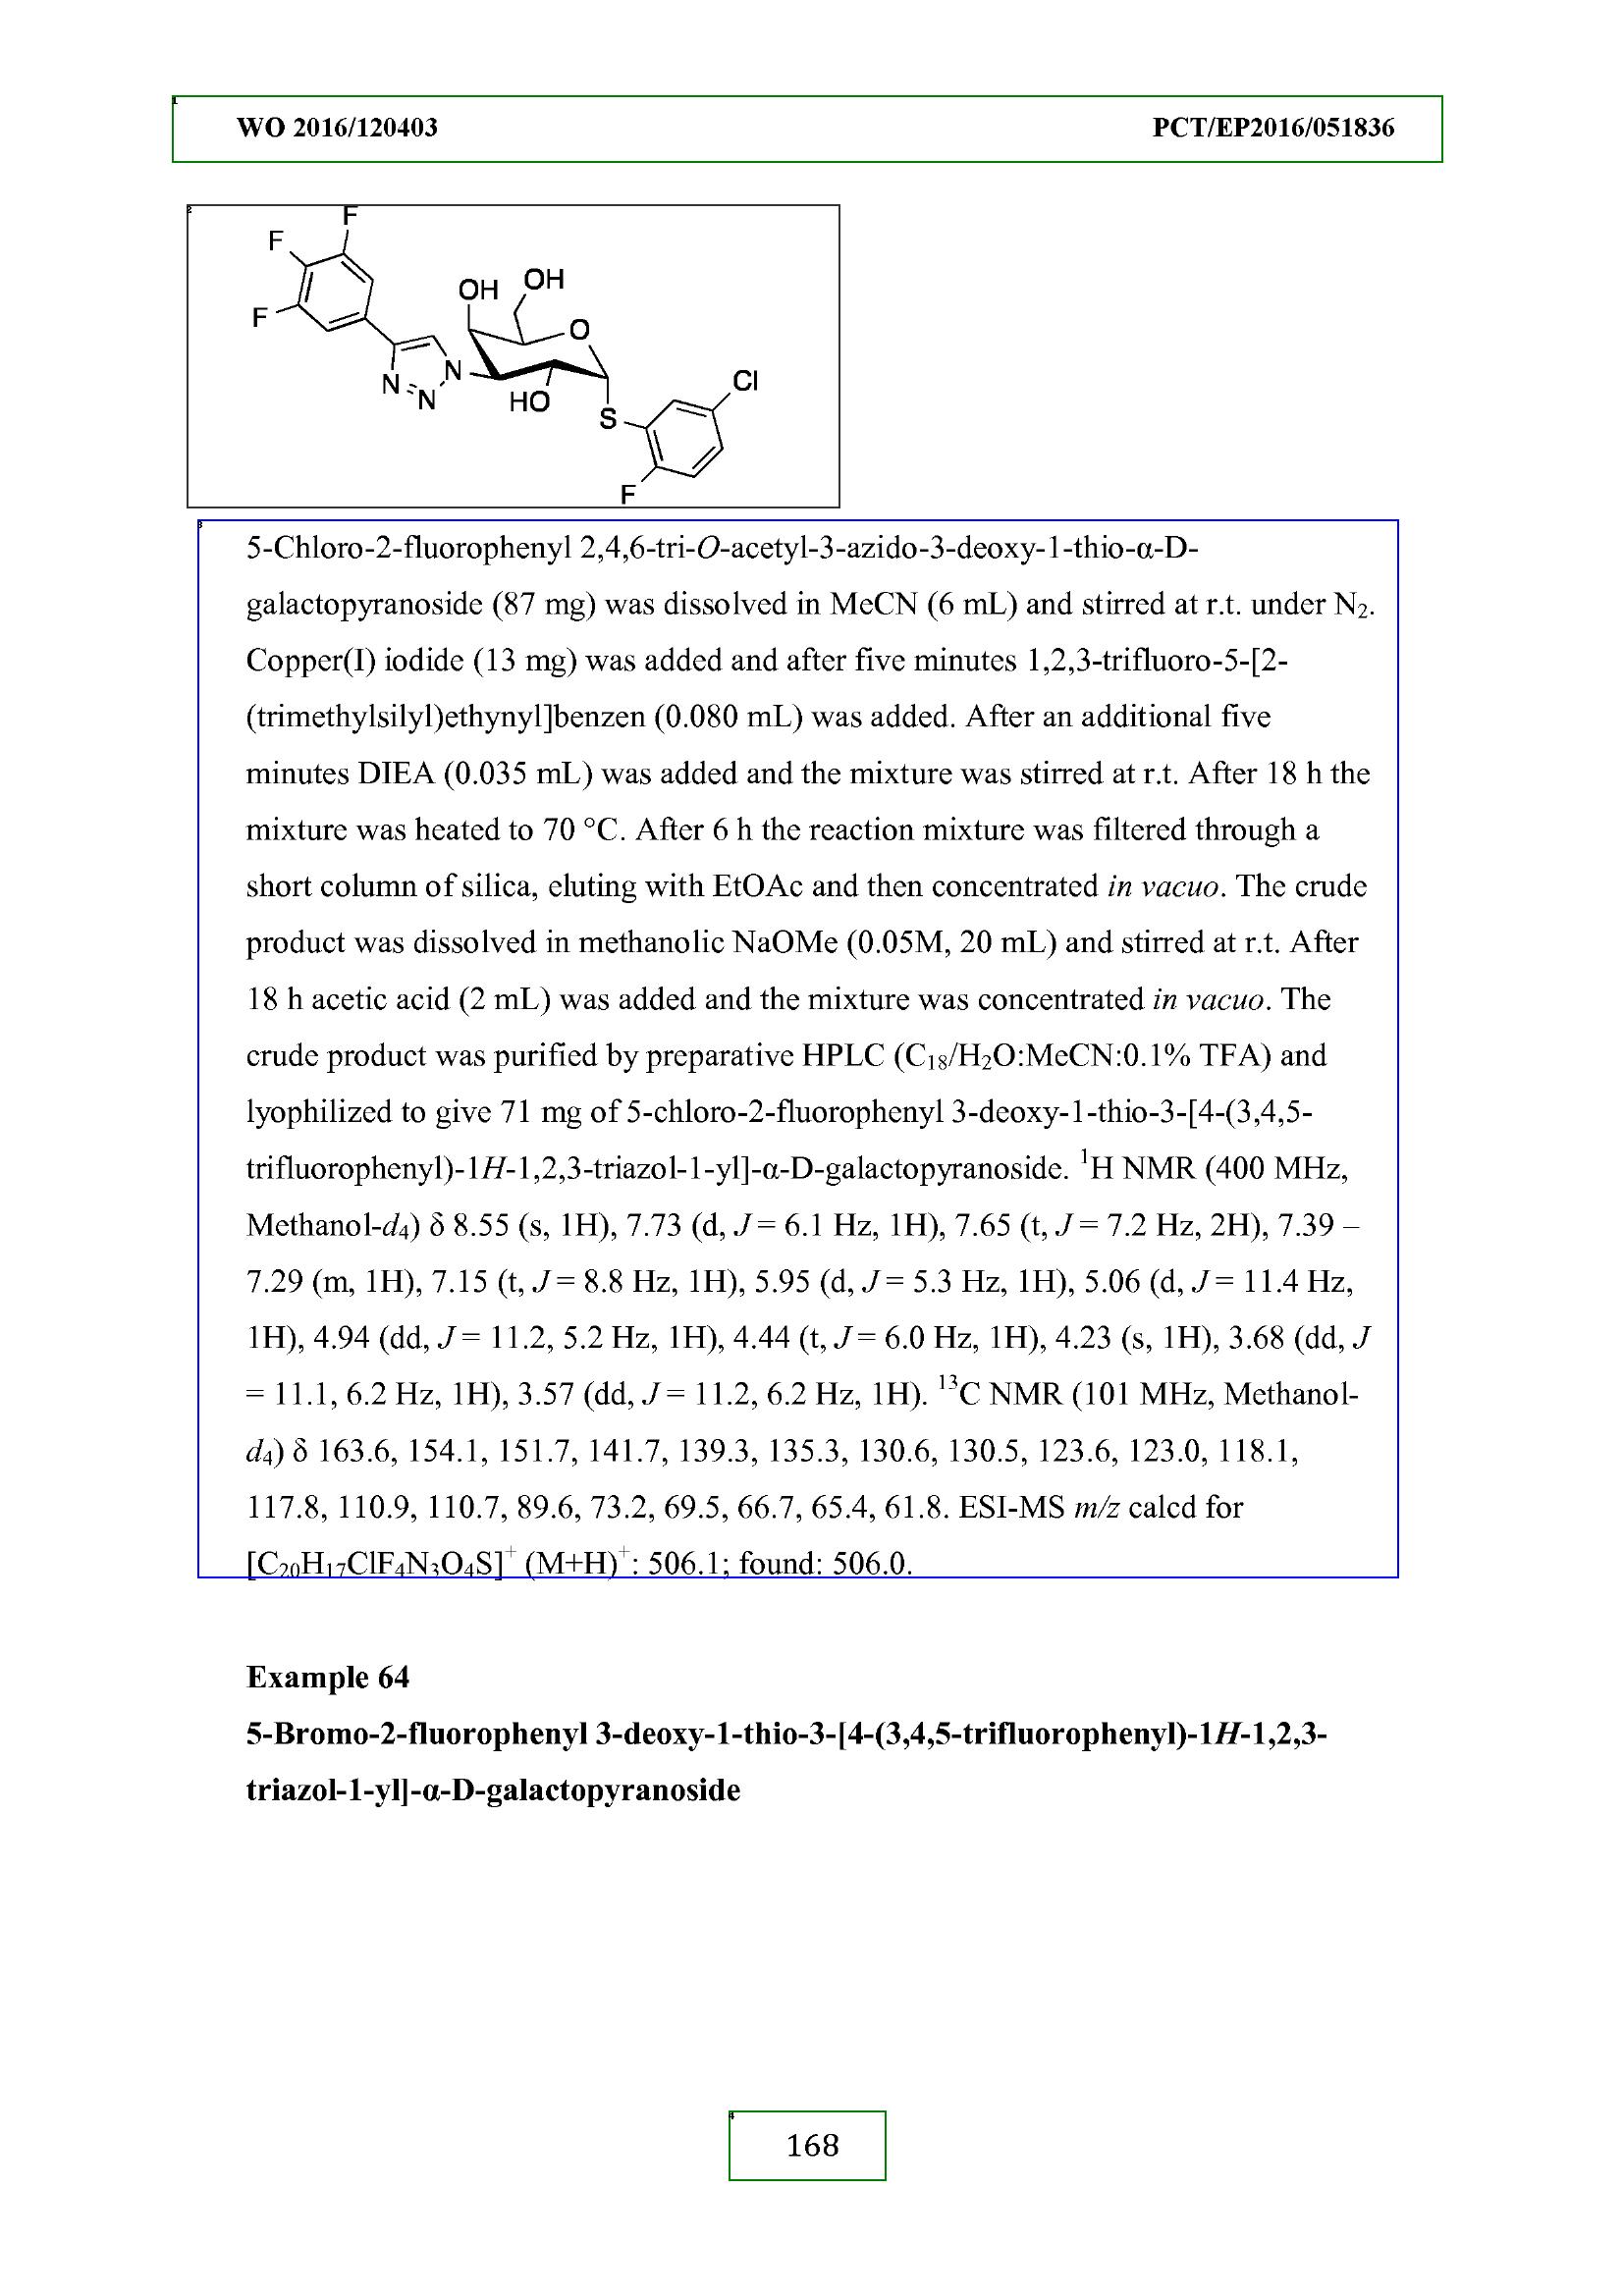 WO 2016/120403 PCT/EP2016/051836
F
F
F
OH OH
O
N
N
N
HO
S
Cl
F
5-Chloro-2-fluorophenyl 2,4,6-tri-O-acetyl-3-azido-3-deoxy-1-thio-α-D-
galactopyranoside (87 mg) was dissolved in MeCN (6 mL) and stirred at r.t. under N₂.
Copper(I) iodide (13 mg) was added and after five minutes 1,2,3-trifluoro-5-[2-
(trimethylsilyl)ethynyl]benzen (0.080 mL) was added. After an additional five
minutes DIEA (0.035 mL) was added and the mixture was stirred at r.t. After 18 h the
mixture was heated to 70 °C. After 6 h the reaction mixture was filtered through a
short column of silica, eluting with EtOAc and then concentrated in vacuo. The crude
product was dissolved in methanolic NaOMe (0.05M, 20 mL) and stirred at r.t. After
18 h acetic acid (2 mL) was added and the mixture was concentrated in vacuo. The
crude product was purified by preparative HPLC (C₁₈/H₂O:MeCN:0.1% TFA) and
lyophilized to give 71 mg of 5-chloro-2-fluorophenyl 3-deoxy-1-thio-3-[4-(3,4,5-
trifluorophenyl)-1H-1,2,3-triazol-1-yl]-α-D-galactopyranoside. ¹H NMR (400 MHz,
Methanol-d₄) δ 8.55 (s, 1H), 7.73 (d, J = 6.1 Hz, 1H), 7.65 (t, J = 7.2 Hz, 2H), 7.39 –
7.29 (m, 1H), 7.15 (t, J = 8.8 Hz, 1H), 5.95 (d, J = 5.3 Hz, 1H), 5.06 (d, J = 11.4 Hz,
1H), 4.94 (dd, J = 11.2, 5.2 Hz, 1H), 4.44 (t, J = 6.0 Hz, 1H), 4.23 (s, 1H), 3.68 (dd, J
= 11.1, 6.2 Hz, 1H), 3.57 (dd, J = 11.2, 6.2 Hz, 1H). ¹³C NMR (101 MHz, Methanol-
d₄) δ 163.6, 154.1, 151.7, 141.7, 139.3, 135.3, 130.6, 130.5, 123.6, 123.0, 118.1,
117.8, 110.9, 110.7, 89.6, 73.2, 69.5, 66.7, 65.4, 61.8. ESI-MS m/z calcd for
[C₂₀H₁₇ClF₄N₃O₄S]⁺ (M+H)⁺: 506.1; found: 506.0.
Example 64
5-Bromo-2-fluorophenyl 3-deoxy-1-thio-3-[4-(3,4,5-trifluorophenyl)-1H-1,2,3-
triazol-1-yl]-α-D-galactopyranoside
168